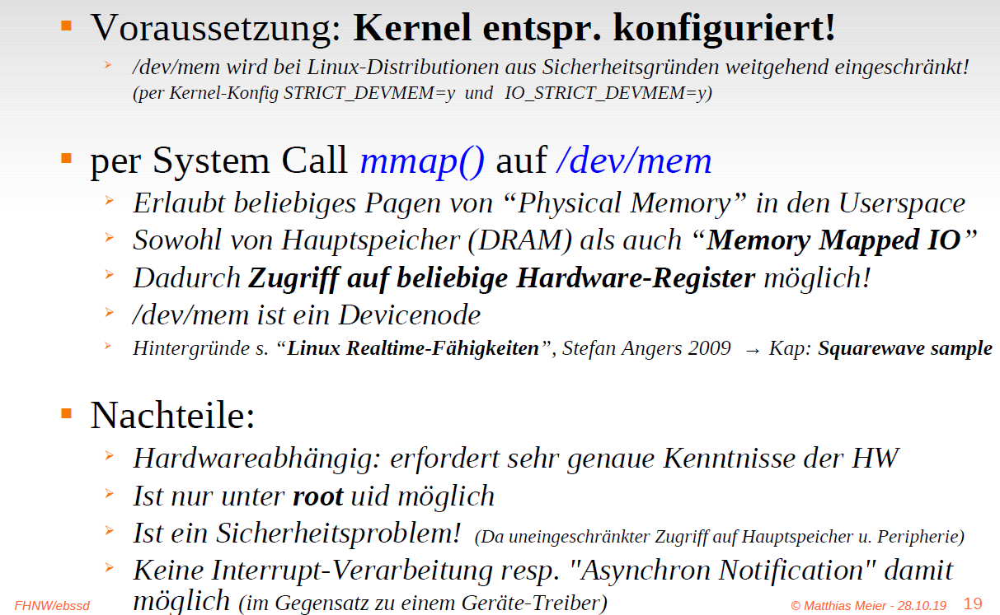 Voraussetzung: Kernel entspr. konfiguriert!
/dev/mem wird bei Linux-Distributionen aus Sicherheitsgründen weitgehend eingeschränkt!
(per Kernel-Konfig STRICT_DEVMEM=y und IO_STRICT_DEVMEM=y)
per System Call mmap() auf /dev/mem
Erlaubt beliebiges Pagen von “Physical Memory” in den Userspace
Sowohl von Hauptspeicher (DRAM) als auch “Memory Mapped IO”
Dadurch Zugriff auf beliebige Hardware-Register möglich!
/dev/mem ist ein Devicenode
Hintergründe s. “Linux Realtime-Fähigkeiten”, Stefan Angers 2009 → Kap: Squarewave sample
Nachteile:
Hardwareabhängig: erfordert sehr genaue Kenntnisse der HW
Ist nur unter root uid möglich
Ist ein Sicherheitsproblem! (Da uneingeschränkter Zugriff auf Hauptspeicher u. Peripherie)
Keine Interrupt-Verarbeitung resp. "Asynchron Notification" damit
möglich (im Gegensatz zu einem Geräte-Treiber)
FHNW/ebssd
© Matthias Meier - 28.10.19 19